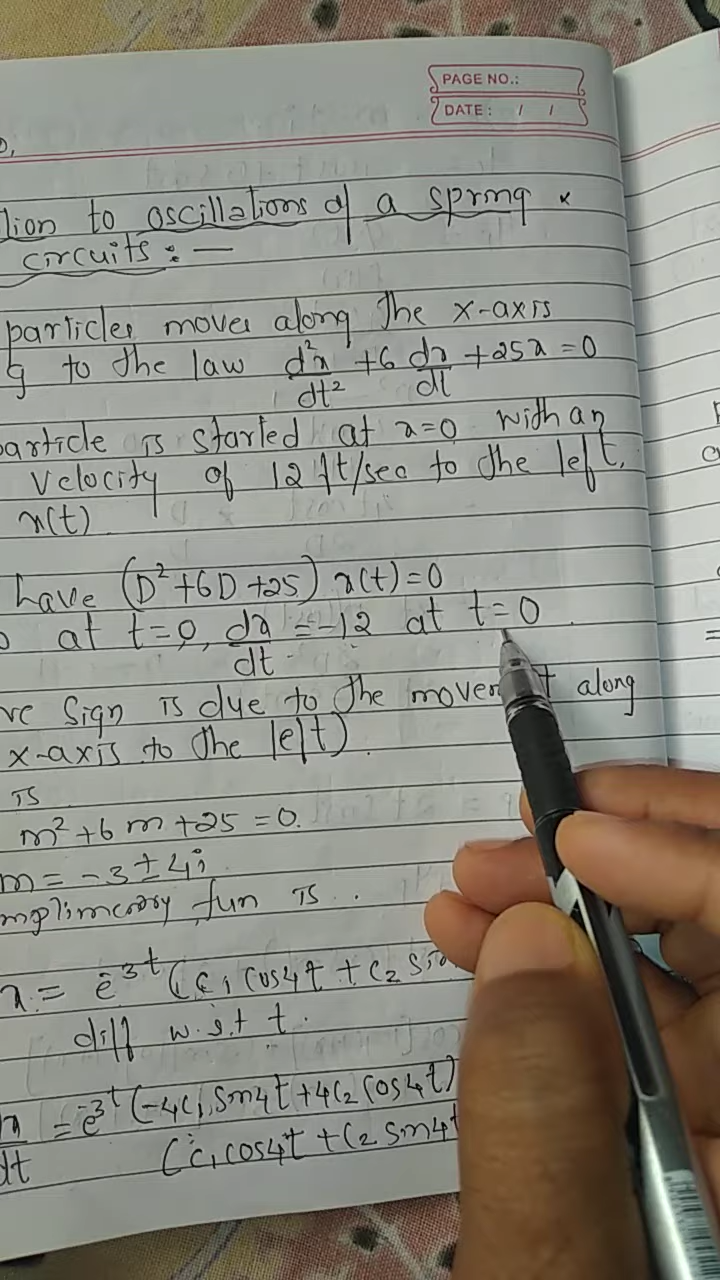 PAGE NO.:
DATE: / /
tion to oscillations of a spring
circuits: —
particles moves along the x-axis
g to the law d²x/dt² + 6 dx/dt + 25x = 0
particle is started at x=0 with an
velocity of 12 ft/sec to the left,
x(t)
have (D² + 6D + 25) x(t) = 0
at t=0, dx/dt = -12 at t=0
ve sign is due to the along
x-axis to the left)
is
m² + 6m + 25 = 0.
m = -3 ± 4i
fun is .
x = e^-3t (c₁ cos4t + c₂ sin
diff w.r.t t.
dx/dt = e^-3t (-4c₁ sin4t + 4c₂ cos4t)
(c₁ cos4t + c₂ sin4t